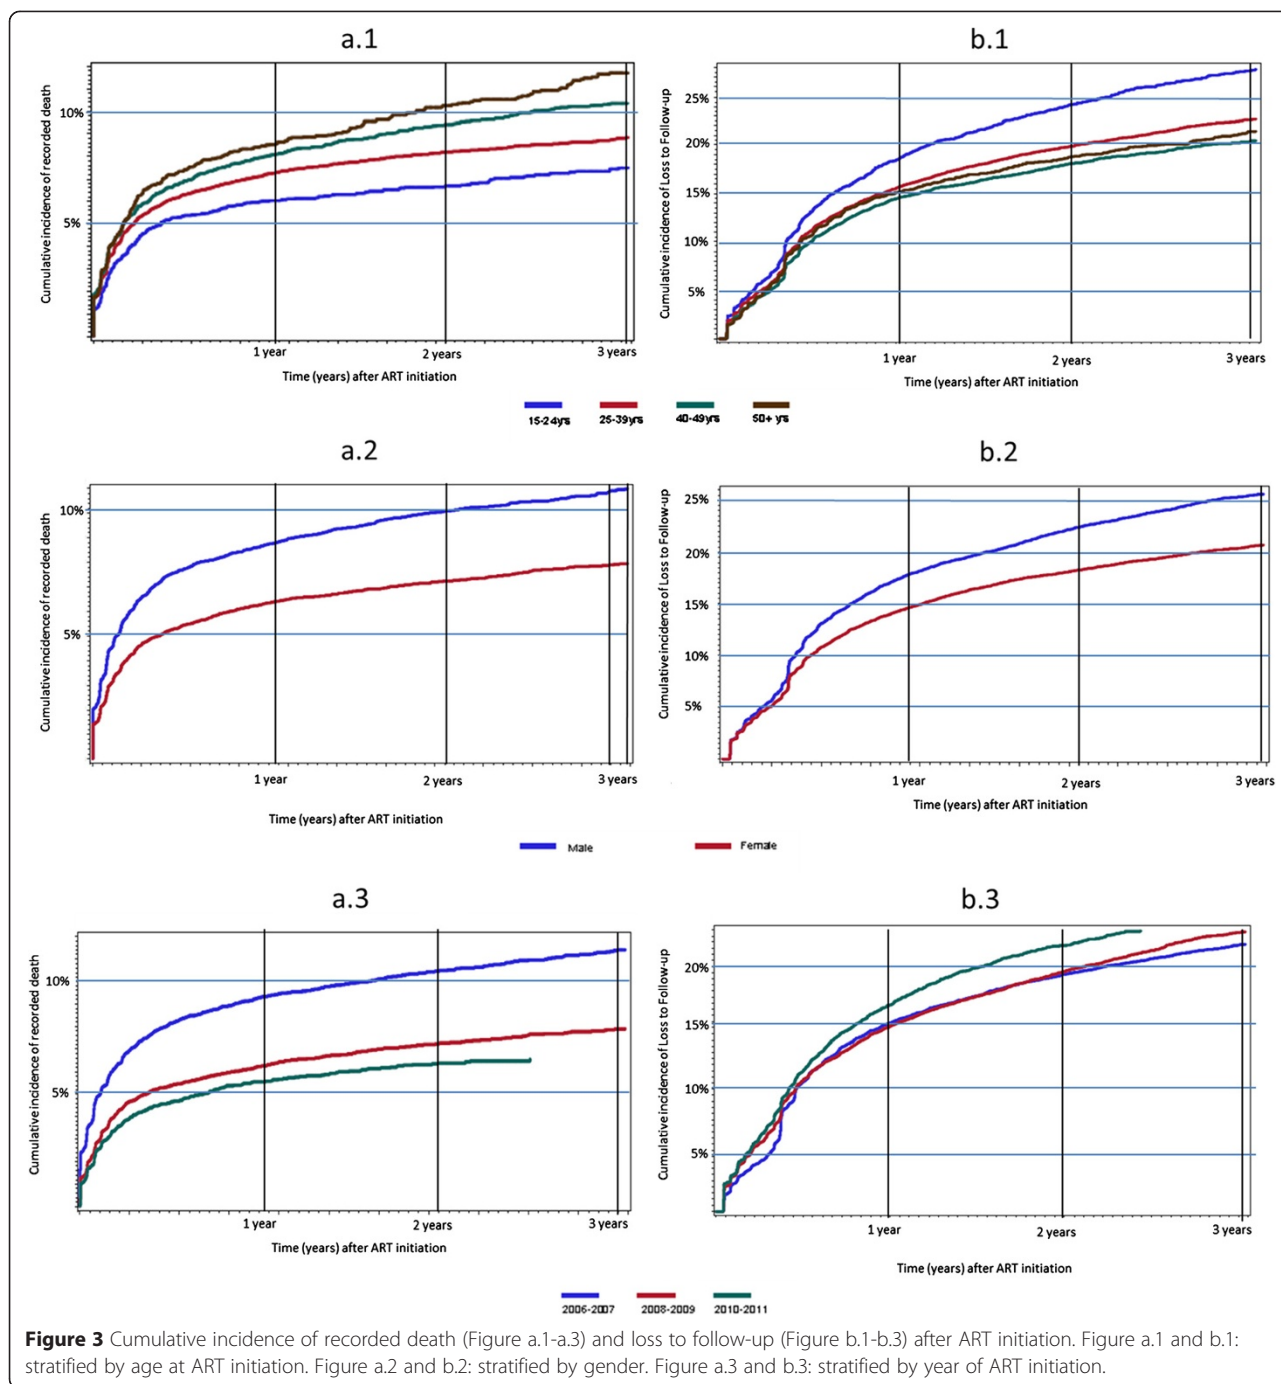 a.1
b.1
Cumulative incidence of recorded death
10%
5%
1 year
2 years
3 years
Time (years) after ART initiation
Cumulative incidence of Loss to Follow-up
25%
20%
15%
10%
5%
1 year
2 years
3 years
Time (years) after ART initiation
15-24yrs
25-39yrs
40-49yrs
50+ yrs
a.2
b.2
Cumulative incidence of recorded death
10%
5%
1 year
2 years
3 years
Time (years) after ART initiation
Cumulative incidence of Loss to Follow-up
25%
20%
15%
10%
5%
1 year
2 years
3 years
Time (years) after ART initiation
Male
Female
a.3
b.3
Cumulative incidence of recorded death
10%
5%
1 year
2 years
3 years
Time (years) after ART initiation
Cumulative incidence of Loss to Follow-up
20%
15%
10%
5%
1 year
2 years
3 years
Time (years) after ART initiation
2006-2007
2008-2009
2010-2011
Figure 3 Cumulative incidence of recorded death (Figure a.1-a.3) and loss to follow-up (Figure b.1-b.3) after ART initiation. Figure a.1 and b.1:
stratified by age at ART initiation. Figure a.2 and b.2: stratified by gender. Figure a.3 and b.3: stratified by year of ART initiation.